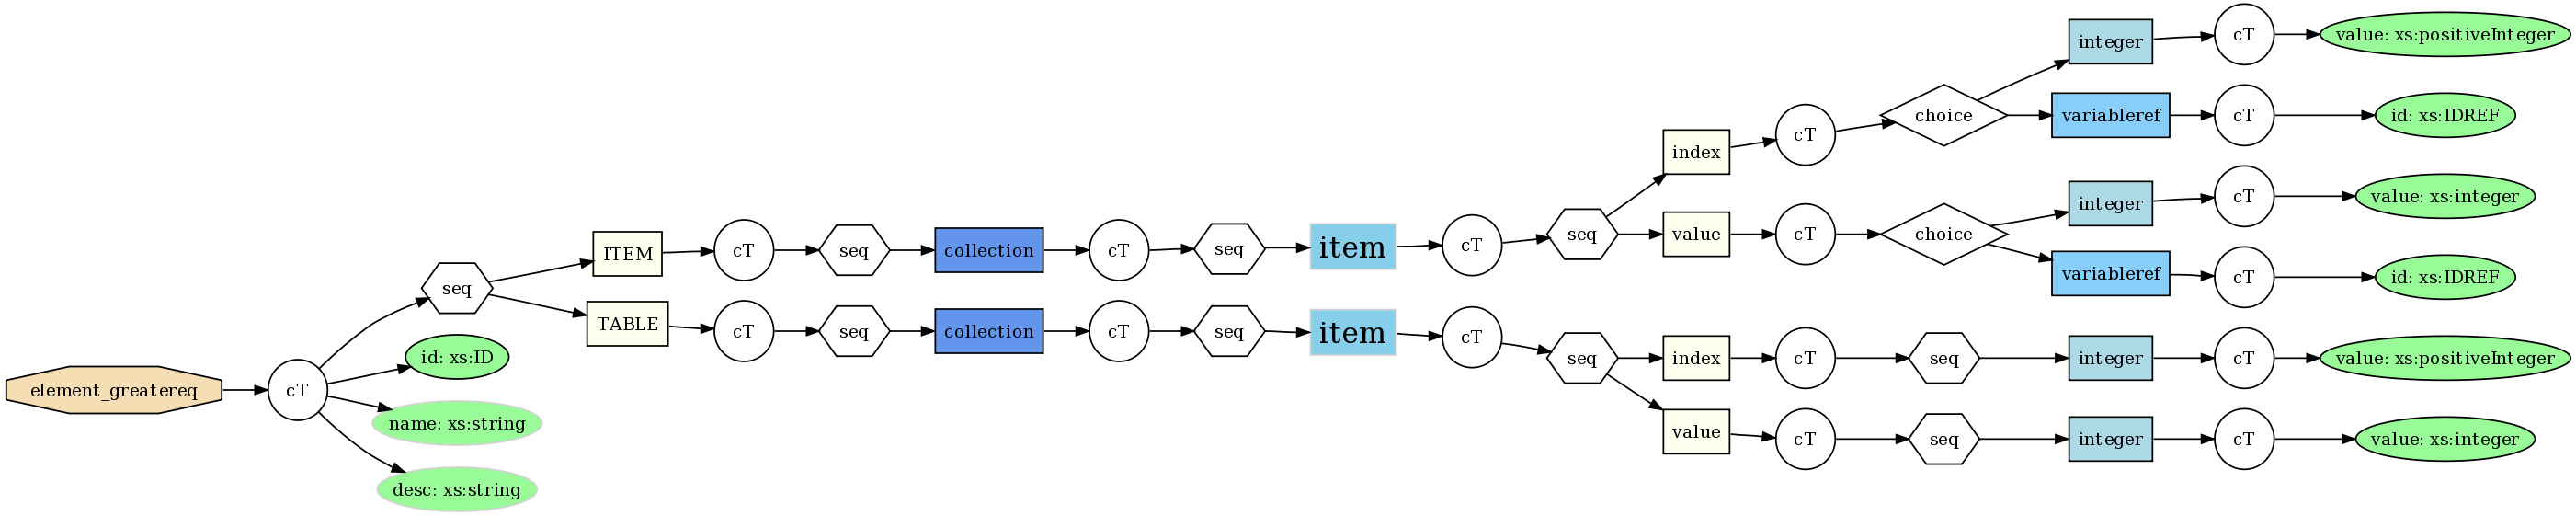 element_greatereq
cT
seq
id: xs:ID
name: xs:string
desc: xs:string
ITEM
cT
seq
collection
cT
seq
item
cT
seq
index
cT
choice
integer
cT
value: xs:positiveInteger
variableref
cT
id: xs:IDREF
value
cT
choice
integer
cT
value: xs:integer
variableref
cT
id: xs:IDREF
TABLE
cT
seq
collection
cT
seq
item
cT
seq
index
cT
seq
integer
cT
value: xs:positiveInteger
value
cT
seq
integer
cT
value: xs:integer